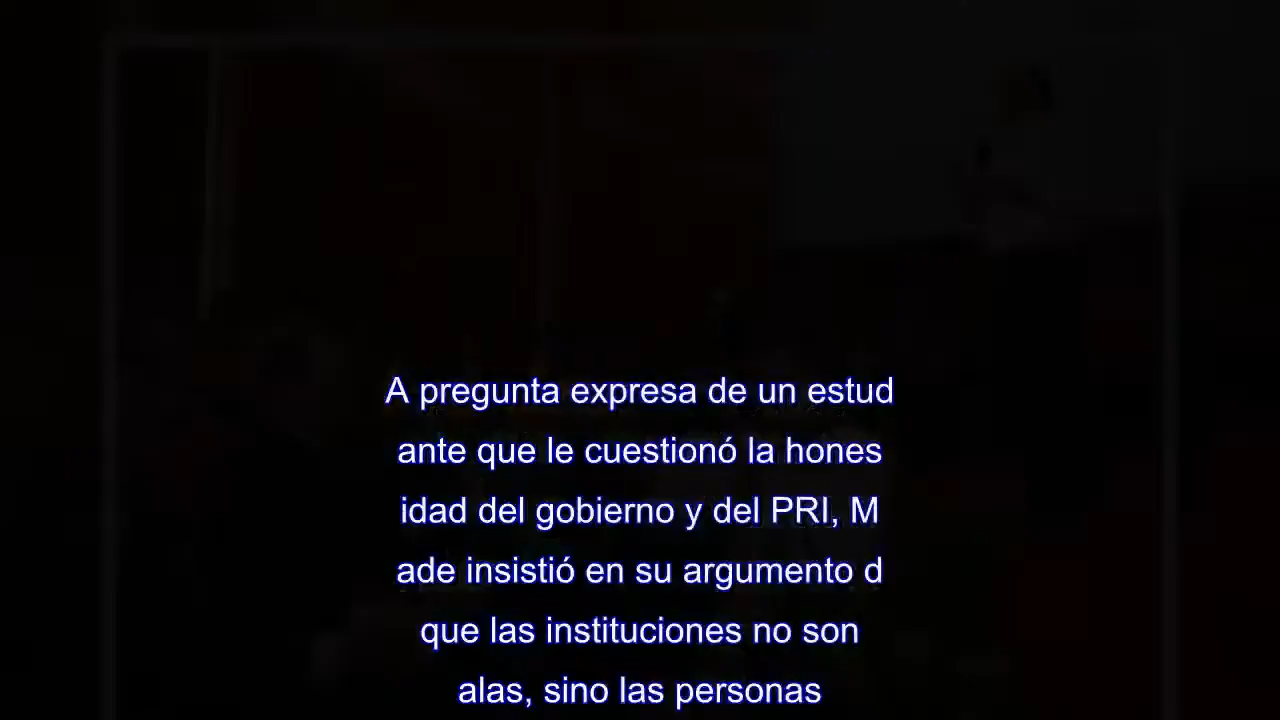 A pregunta expresa de un estud
ante que le cuestionó la hones
idad del gobierno y del PRI, M
ade insistió en su argumento d
que las instituciones no son
alas, sino las personas